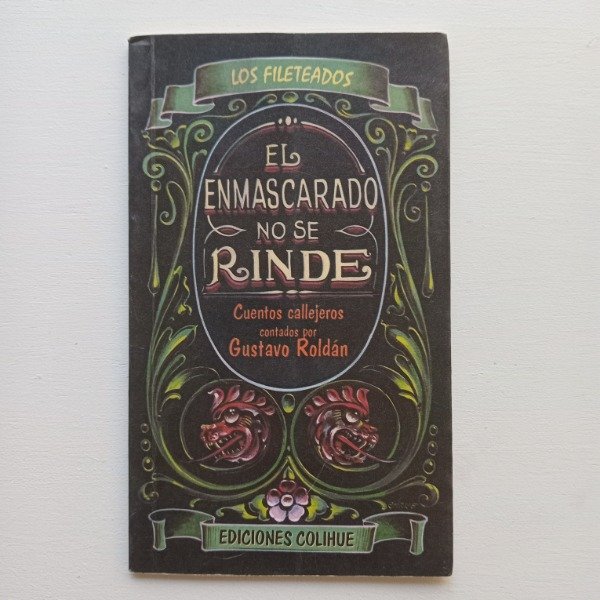 LOS FILETEADOS
EL
ENMASCARADO
NO SE
RINDE
Cuentos callejeros
contados por
Gustavo Roldán
EDICIONES COLIHUE